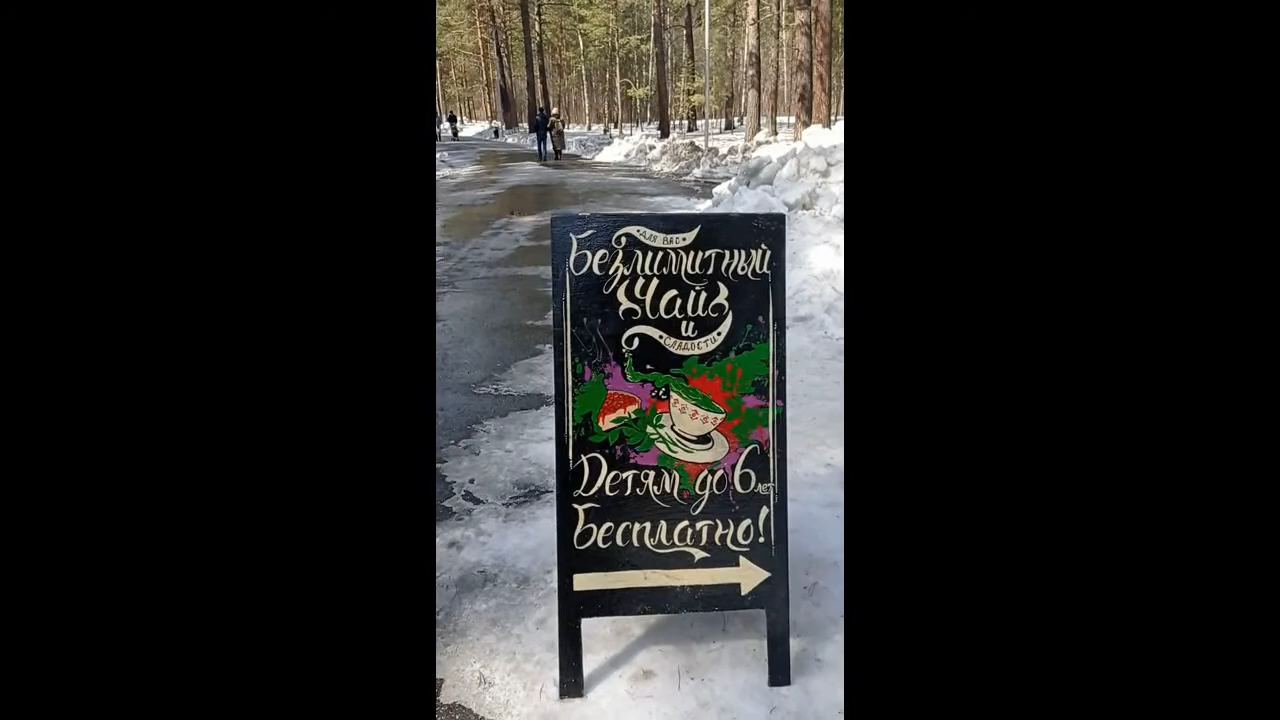 Для Вас
Безлимитный
Чай
и
Сладости
Детям до 6 лет
Бесплатно!